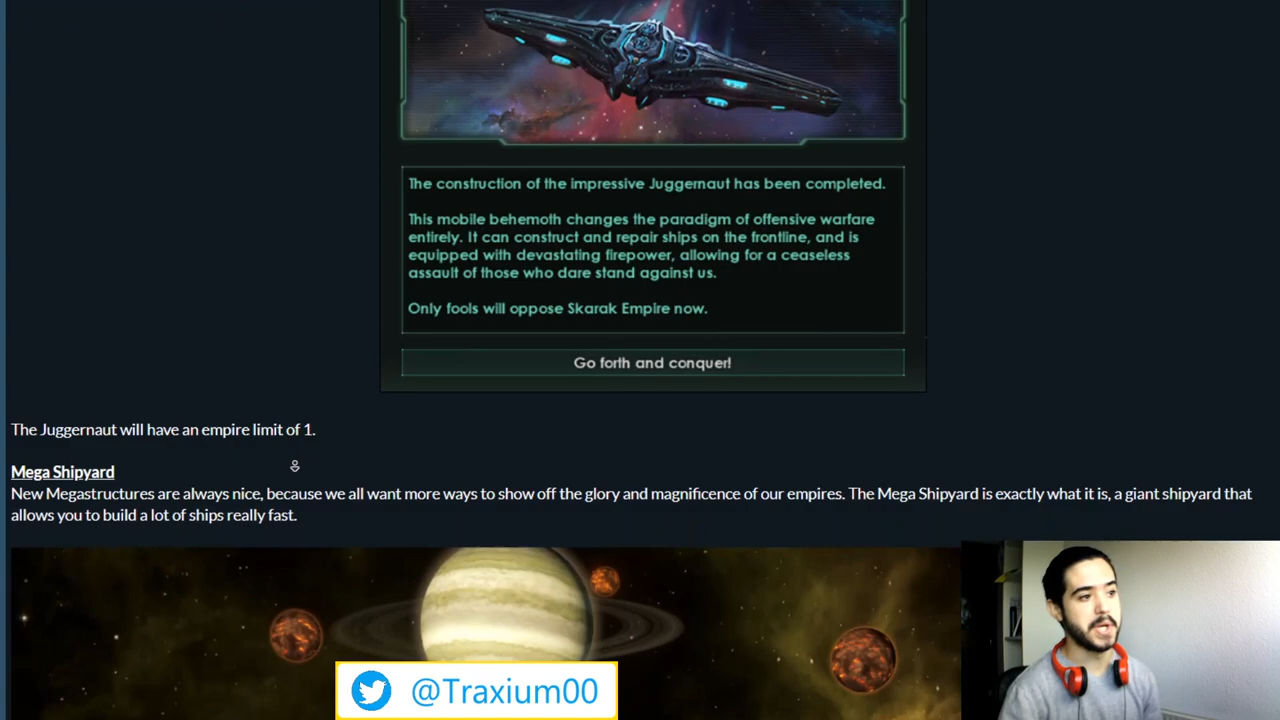 The construction of the impressive Juggernaut has been completed.
This mobile behemoth changes the paradigm of offensive warfare
entirely. It can construct and repair ships on the frontline, and is
equipped with devastating firepower, allowing for a ceaseless
assault of those who dare stand against us.
Only fools will oppose Skarak Empire now.
Go forth and conquer!
The Juggernaut will have an empire limit of 1.
Mega Shipyard
New Megastructures are always nice, because we all want more ways to show off the glory and magnificence of our empires. The Mega Shipyard is exactly what it is, a giant shipyard that
allows you to build a lot of ships really fast.
@Traxium00